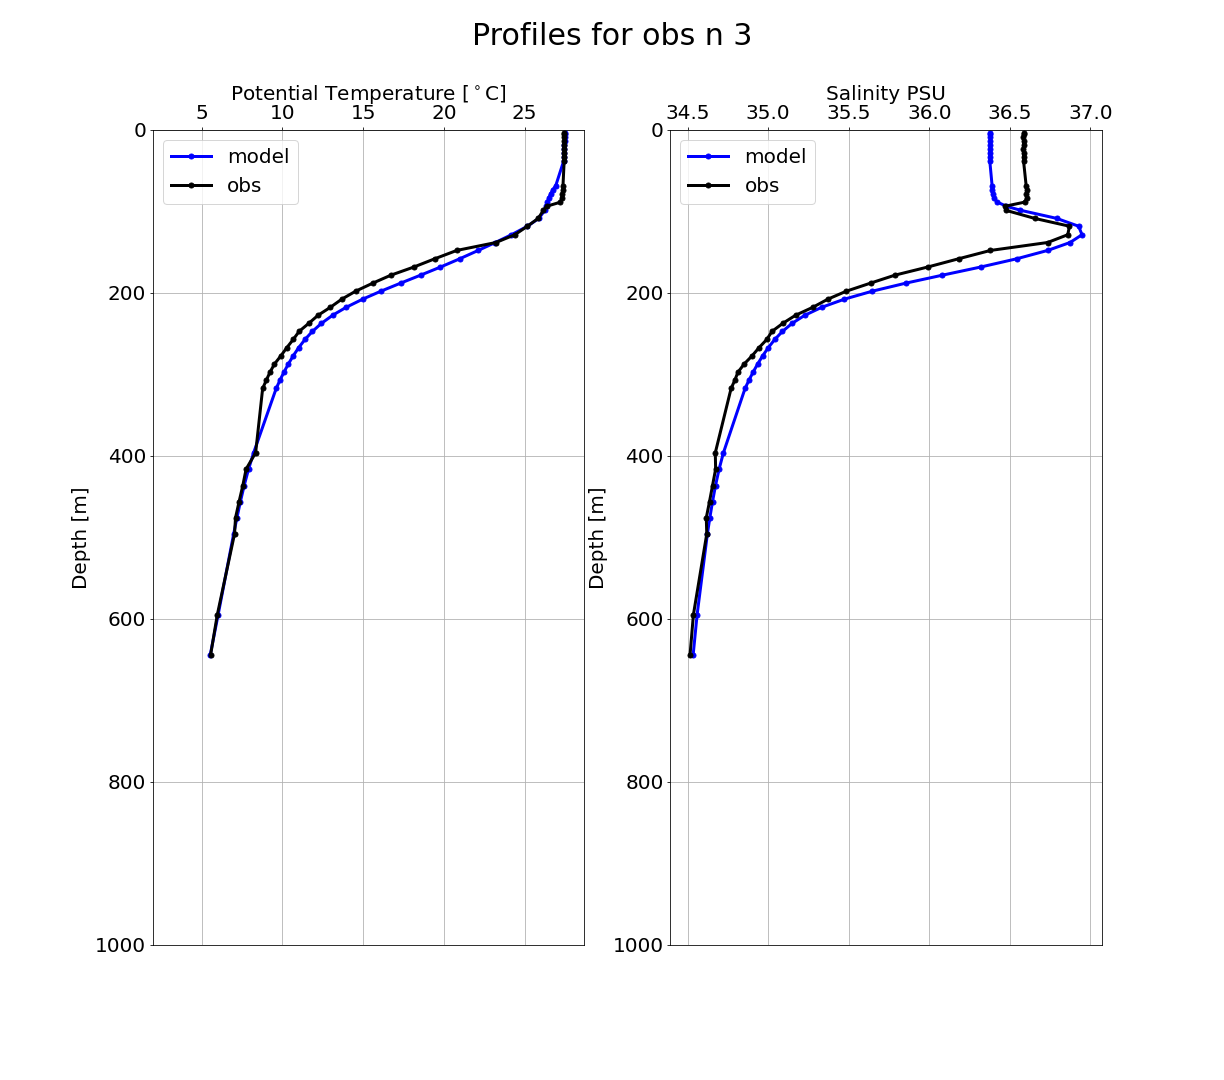 Profiles for obs n 3
Potential Temperature [°C]
5 10 15 20 25
0
200
400
600
800
1000
Depth [m]
model
obs
Salinity PSU
34.5 35.0 35.5 36.0 36.5 37.0
0
200
400
600
800
1000
Depth [m]
model
obs